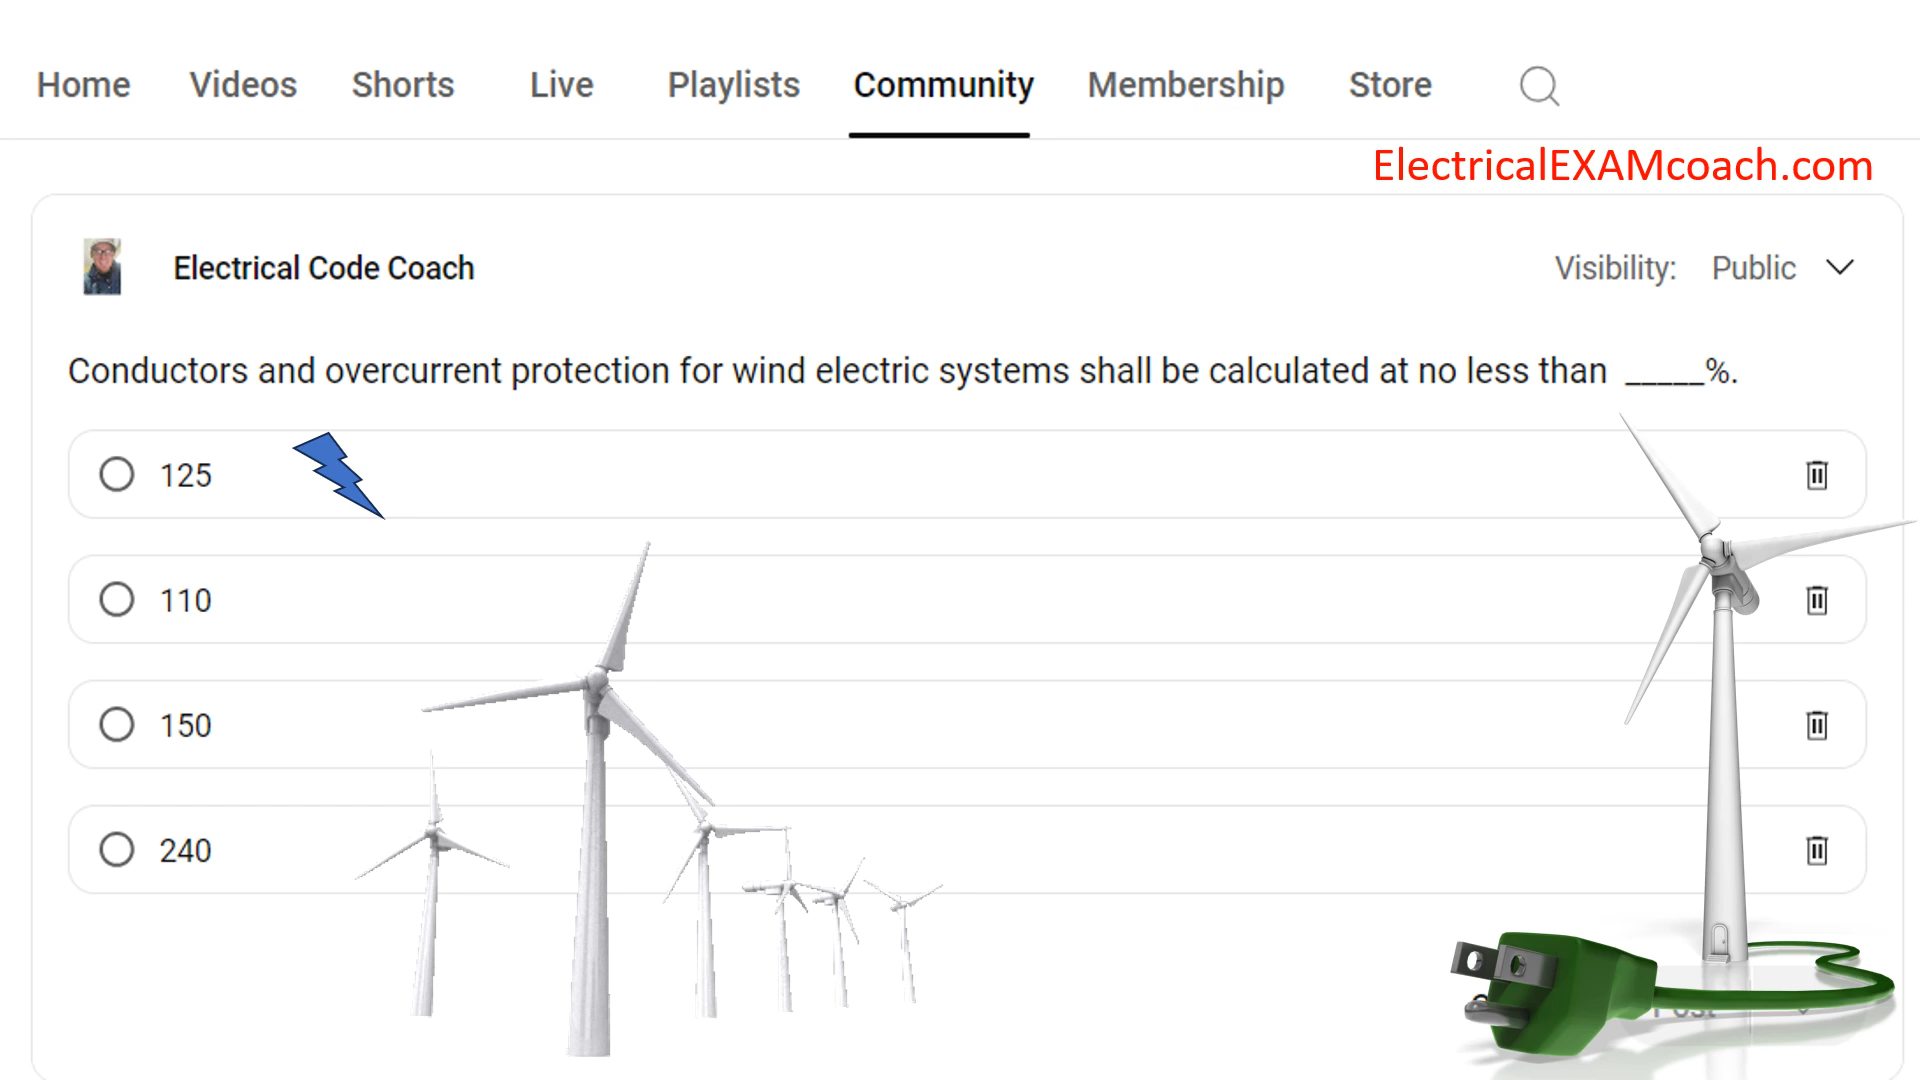 Home Videos Shorts Live Playlists Community Membership Store
ElectricalEXAMcoach.com
Electrical Code Coach Visibility: Public
Conductors and overcurrent protection for wind electric systems shall be calculated at no less than _____%.
125
110
150
240
Post